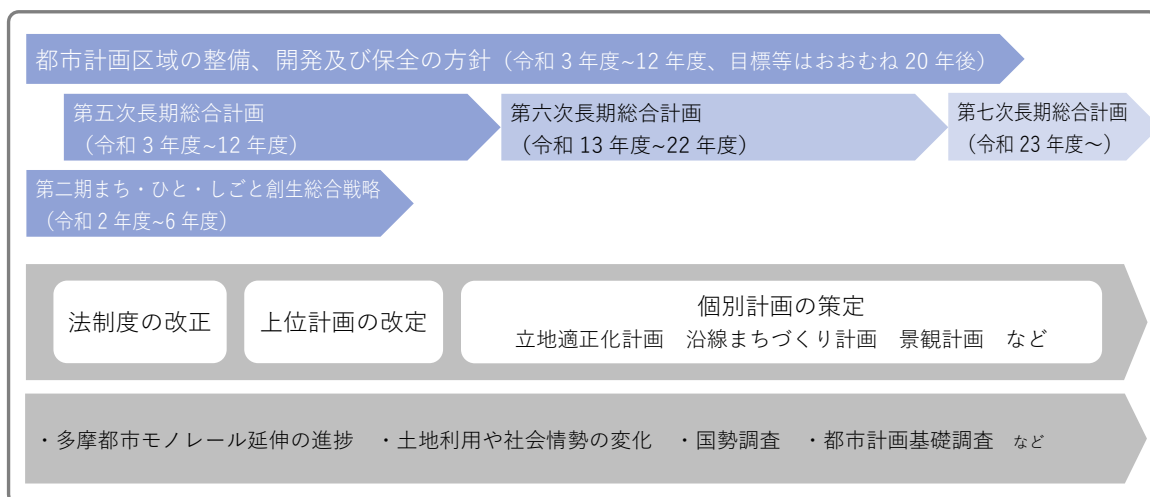 都市計画区域の整備、開発及び保全の方針（令和3年度~12年度、目標等はおおむね20年後）
第五次長期総合計画
（令和3年度~12年度）
第六次長期総合計画
（令和13年度~22年度）
第七次長期総合計画
（令和23年度～）
第二期まち・ひと・しごと創生総合戦略
（令和2年度~6年度）
法制度の改正
上位計画の改定
個別計画の策定
立地適正化計画　沿線まちづくり計画　景観計画　など
・多摩都市モノレール延伸の進捗　・土地利用や社会情勢の変化　・国勢調査　・都市計画基礎調査　など